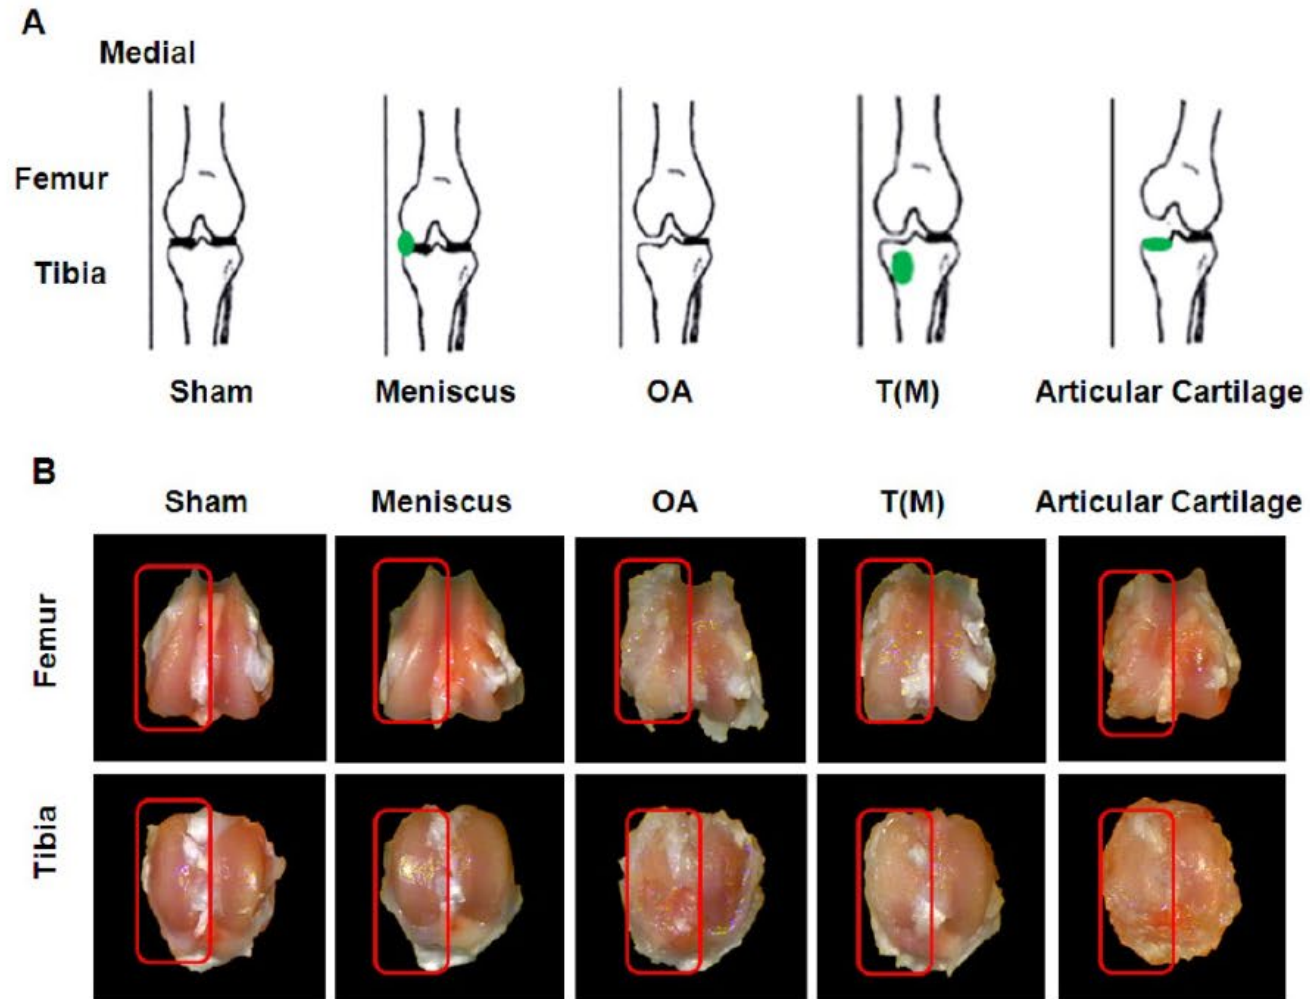 A
Medial
Femur
Tibia
Sham Meniscus OA T(M) Articular Cartilage
B
Sham Meniscus OA T(M) Articular Cartilage
Femur
Tibia